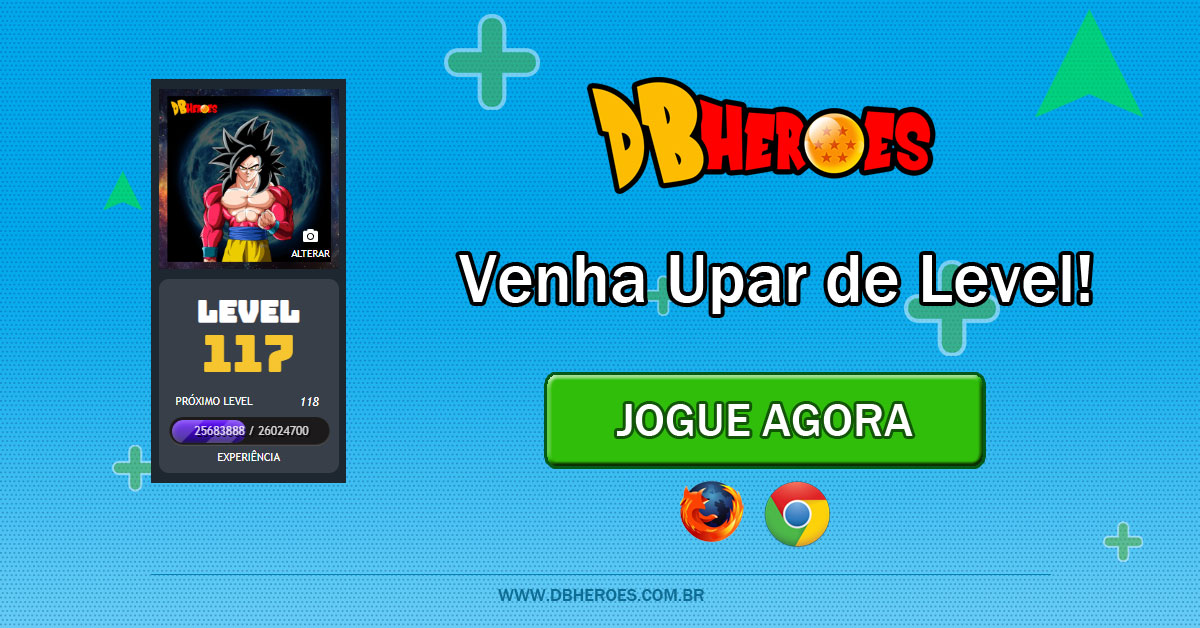 DBHEROES
ALTERAR
LEVEL
117
PRÓXIMO LEVEL 118
25683888 / 26024700
EXPERIÊNCIA
DBHEROES
Venha Upar de Level!
JOGUE AGORA
WWW.DBHEROES.COM.BR